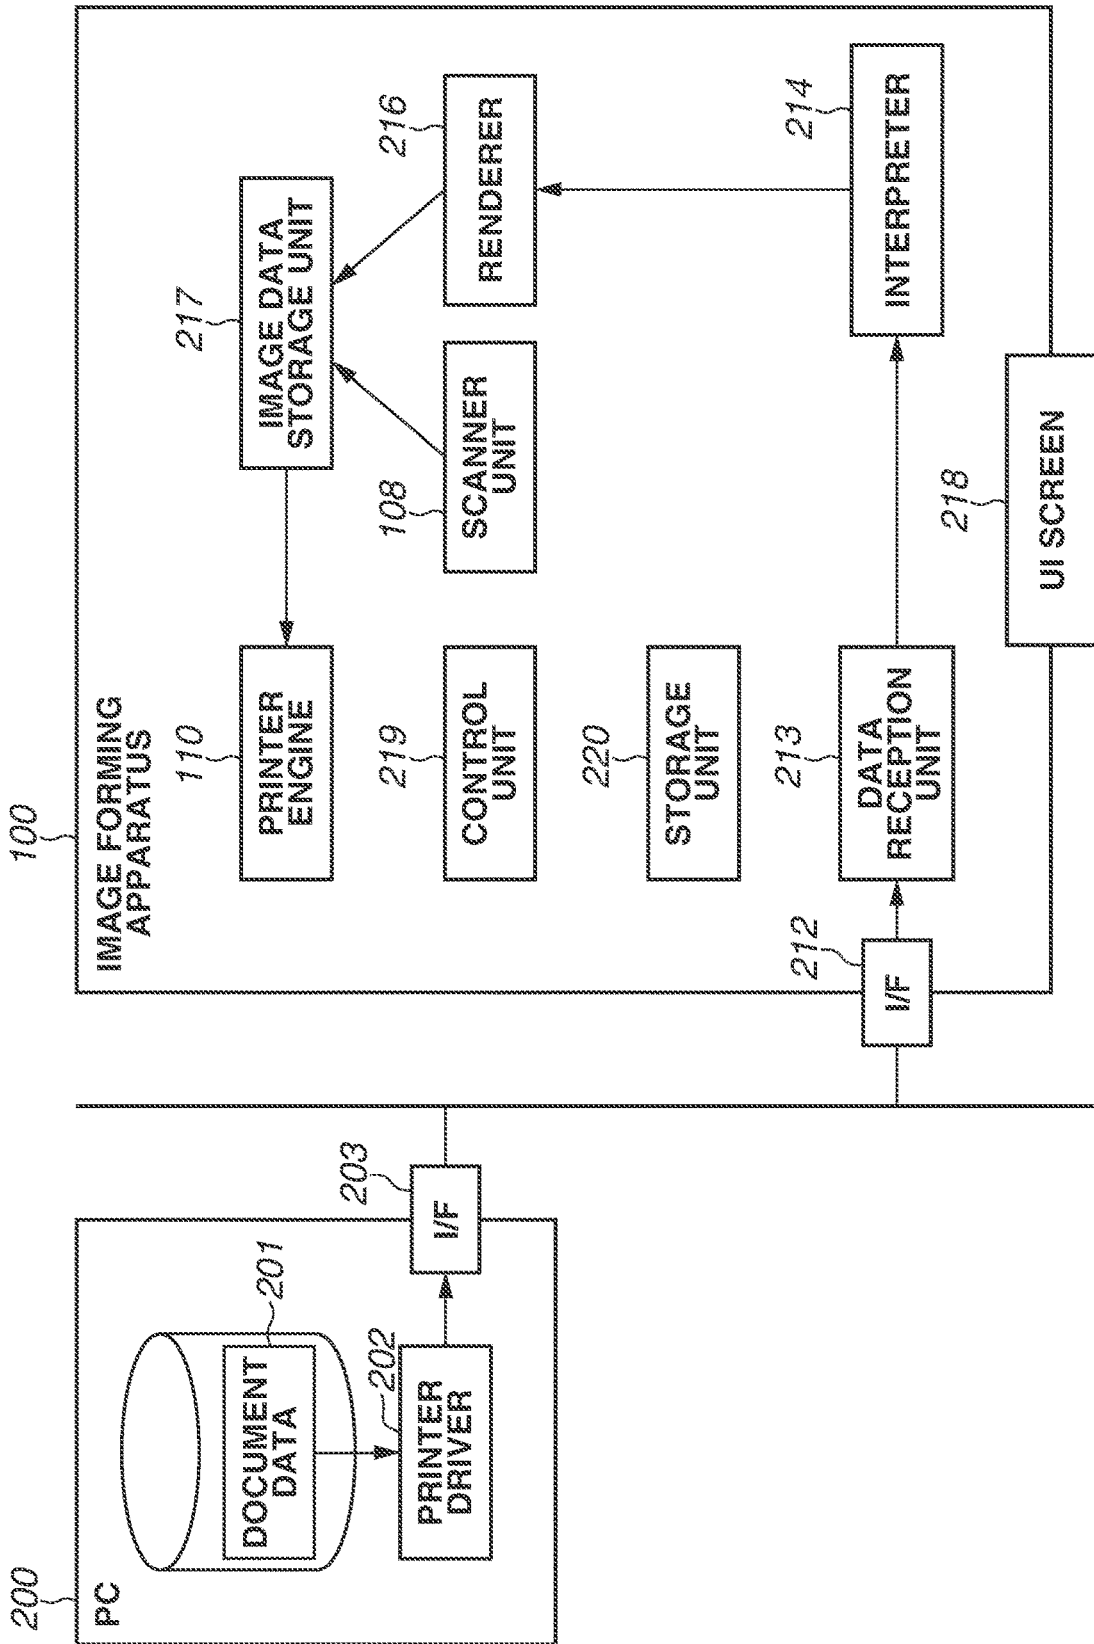 200
PC
201
DOCUMENT
DATA
202
PRINTER
DRIVER
203
I/F
100
IMAGE FORMING
APPARATUS
110
PRINTER
ENGINE
217
IMAGE DATA
STORAGE UNIT
219
CONTROL
UNIT
108
SCANNER
UNIT
216
RENDERER
220
STORAGE
UNIT
212
I/F
213
DATA
RECEPTION
UNIT
214
INTERPRETER
218
UI SCREEN